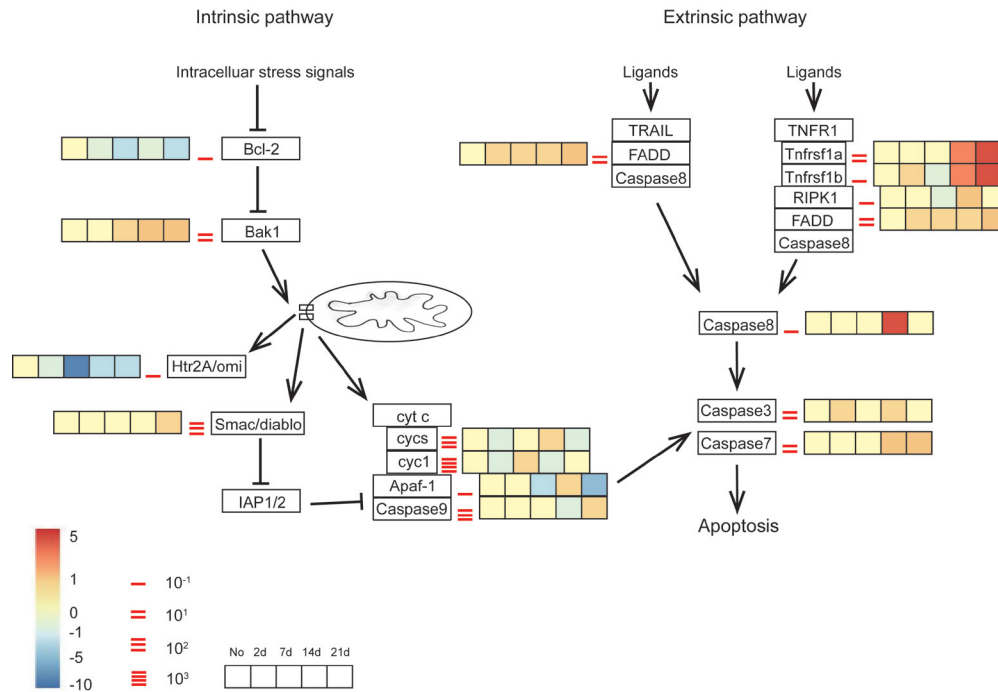 Intrinsic pathway
Extrinsic pathway
Intracelluar stress signals
Ligands
Ligands
TRAIL
FADD
Caspase8
TNFR1
Tnfrsf1a
Tnfrsf1b
RIPK1
FADD
Caspase8
Bcl-2
Bak1
Caspase8
Htr2A/omi
Smac/diablo
cyt c
cycs
cyc1
Apaf-1
Caspase9
IAP1/2
Caspase3
Caspase7
Apoptosis
5
1
0
-1
-5
-10
10⁻¹
10¹
10²
10³
No 2d 7d 14d 21d